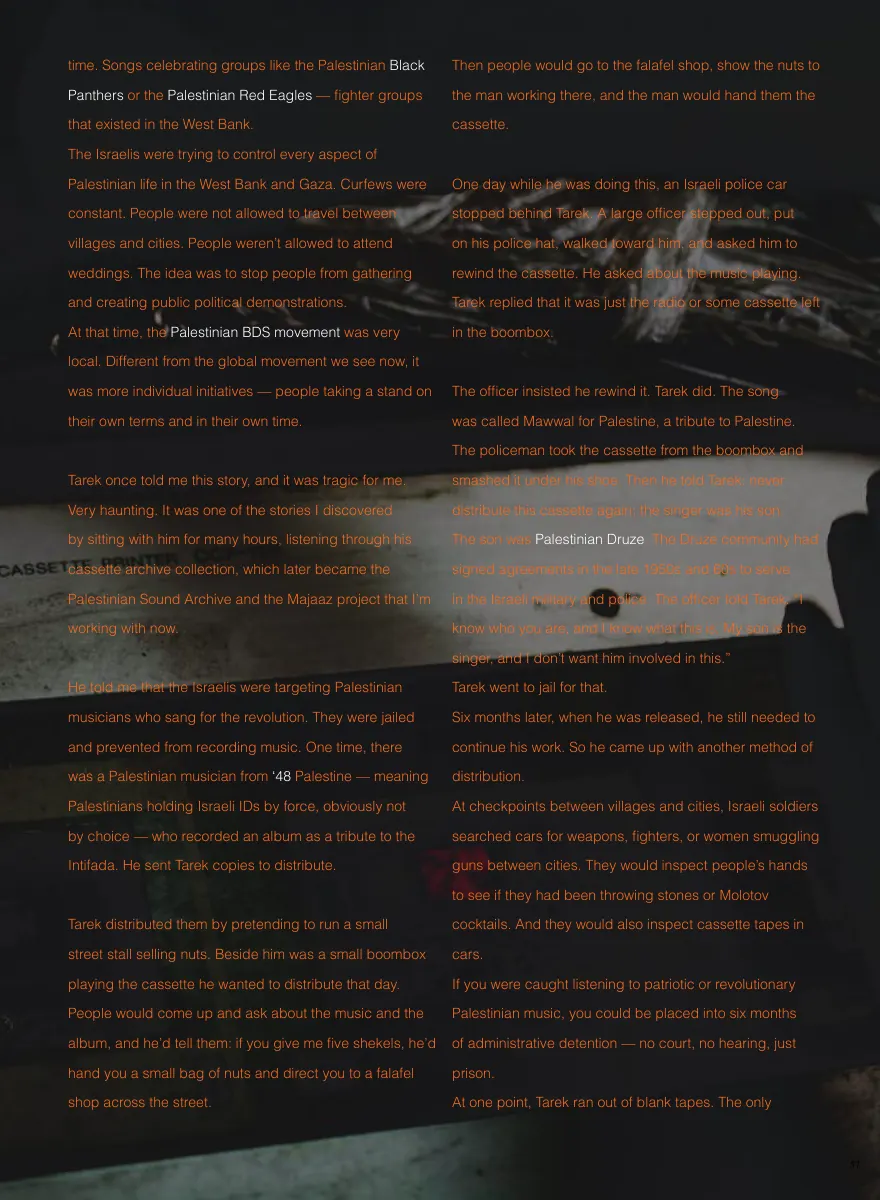 time. Songs celebrating groups like the Palestinian Black
Panthers or the Palestinian Red Eagles — fighter groups
that existed in the West Bank.
The Israelis were trying to control every aspect of
Palestinian life in the West Bank and Gaza. Curfews were
constant. People were not allowed to travel between
villages and cities. People weren’t allowed to attend
weddings. The idea was to stop people from gathering
and creating public political demonstrations.
At that time, the Palestinian BDS movement was very
local. Different from the global movement we see now, it
was more individual initiatives — people taking a stand on
their own terms and in their own time.
Tarek once told me this story, and it was tragic for me.
Very haunting. It was one of the stories I discovered
by sitting with him for many hours, listening through his
cassette archive collection, which later became the
Palestinian Sound Archive and the Majaaz project that I’m
working with now.
He told me that the Israelis were targeting Palestinian
musicians who sang for the revolution. They were jailed
and prevented from recording music. One time, there
was a Palestinian musician from ‘48 Palestine — meaning
Palestinians holding Israeli IDs by force, obviously not
by choice — who recorded an album as a tribute to the
Intifada. He sent Tarek copies to distribute.
Tarek distributed them by pretending to run a small
street stall selling nuts. Beside him was a small boombox
playing the cassette he wanted to distribute that day.
People would come up and ask about the music and the
album, and he’d tell them: if you give me five shekels, he’d
hand you a small bag of nuts and direct you to a falafel
shop across the street.
Then people would go to the falafel shop, show the nuts to
the man working there, and the man would hand them the
cassette.
One day while he was doing this, an Israeli police car
stopped behind Tarek. A large officer stepped out, put
on his police hat, walked toward him, and asked him to
rewind the cassette. He asked about the music playing.
Tarek replied that it was just the radio or some cassette left
in the boombox.
The officer insisted he rewind it. Tarek did. The song
was called Mawwal for Palestine, a tribute to Palestine.
The policeman took the cassette from the boombox and
smashed it under his shoe. Then he told Tarek: never
distribute this cassette again; the singer was his son.
The son was Palestinian Druze. The Druze community had
signed agreements in the late 1950s and 60s to serve
in the Israeli military and police. The officer told Tarek, “I
know who you are, and I know what this is. My son is the
singer, and I don’t want him involved in this.”
Tarek went to jail for that.
Six months later, when he was released, he still needed to
continue his work. So he came up with another method of
distribution.
At checkpoints between villages and cities, Israeli soldiers
searched cars for weapons, fighters, or women smuggling
guns between cities. They would inspect people’s hands
to see if they had been throwing stones or Molotov
cocktails. And they would also inspect cassette tapes in
cars.
If you were caught listening to patriotic or revolutionary
Palestinian music, you could be placed into six months
of administrative detention — no court, no hearing, just
prison.
At one point, Tarek ran out of blank tapes. The only
CASSETTE PRINTER